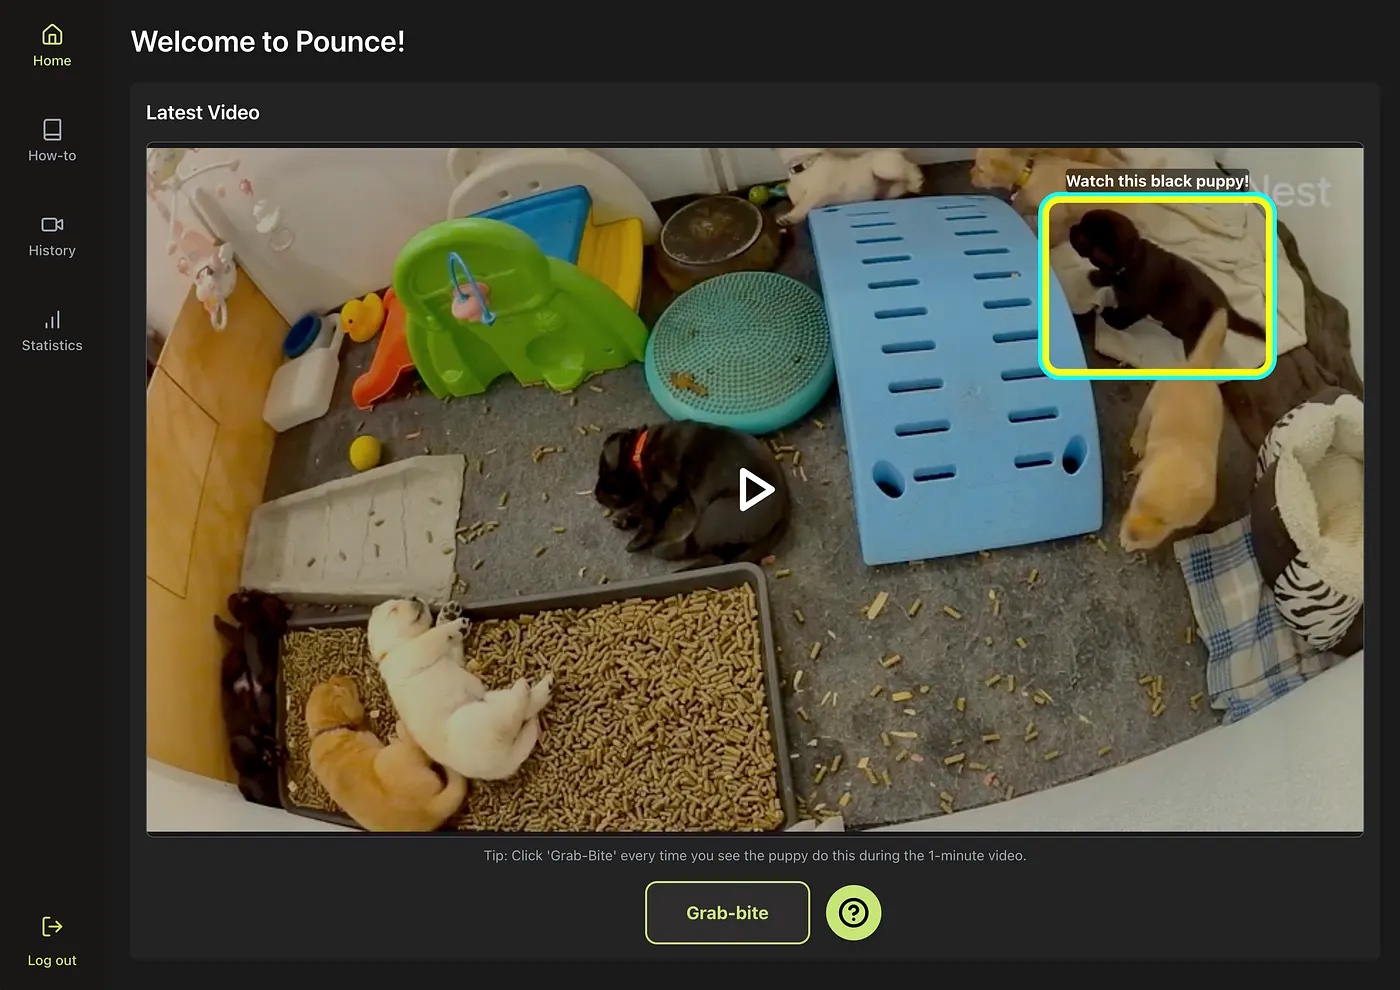 Home
How-to
History
Statistics
Log out
Welcome to Pounce!
Latest Video
Watch this black puppy!
Nest
Tip: Click 'Grab-Bite' every time you see the puppy do this during the 1-minute video.
Grab-bite
?